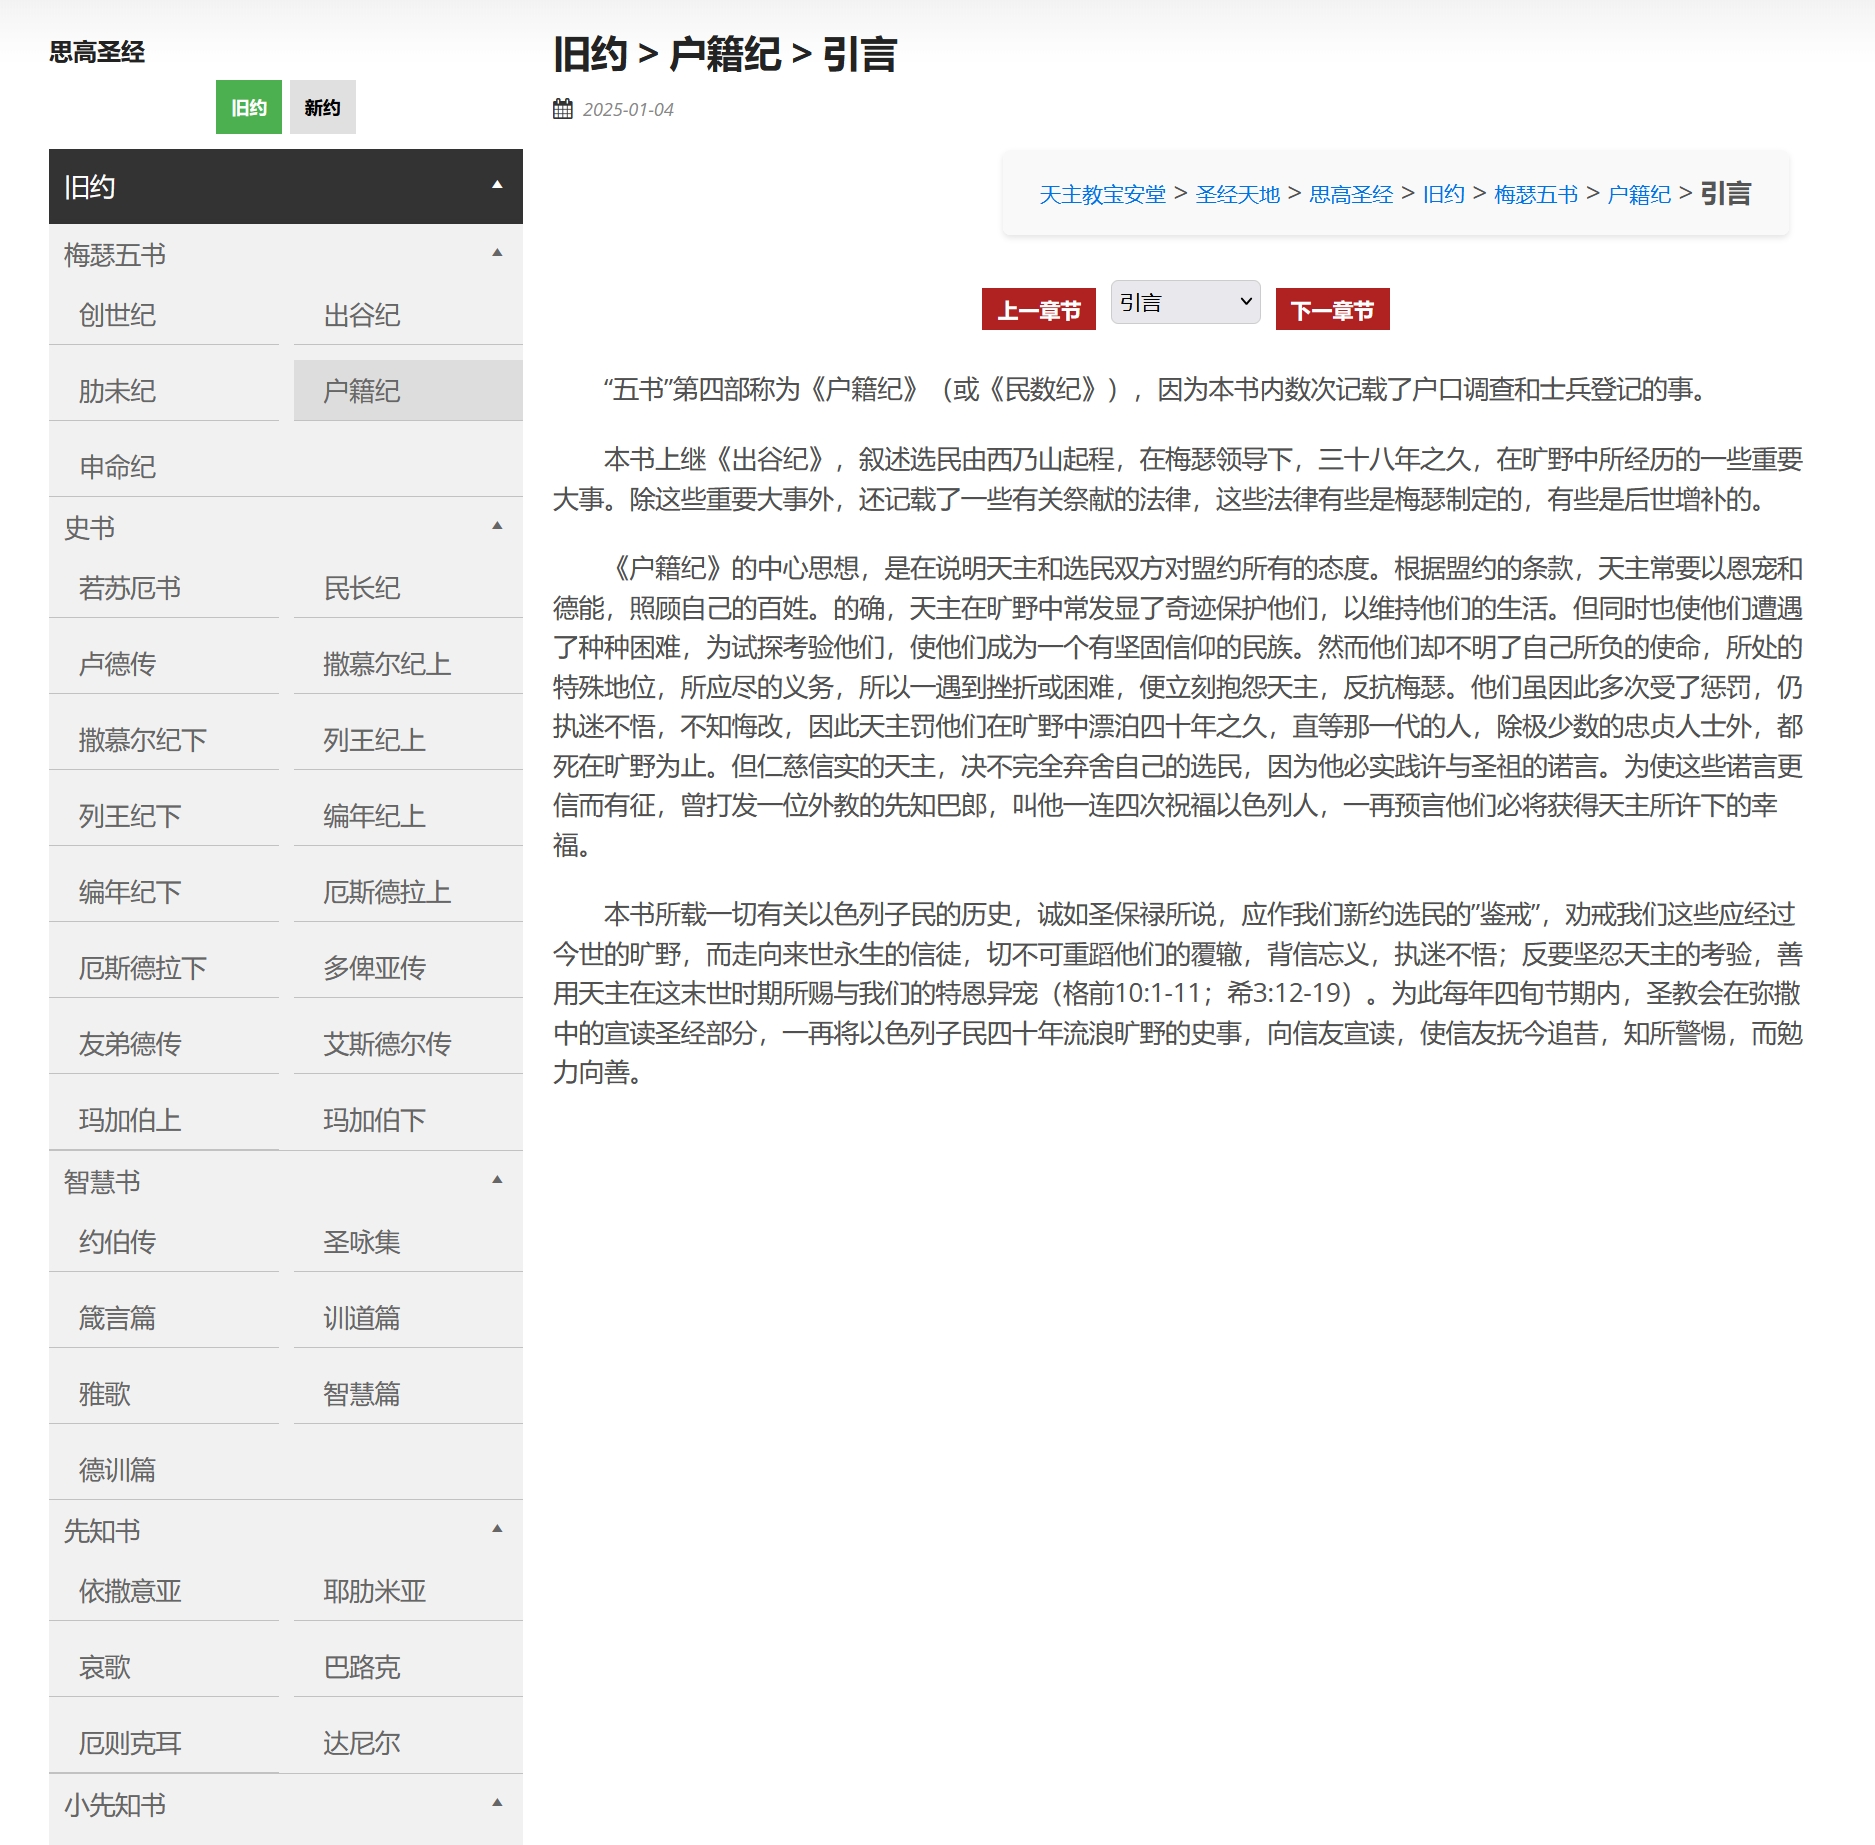 思高圣经
旧约 新约
旧约
梅瑟五书
创世纪 出谷纪
肋未纪 户籍纪
申命纪
史书
若苏厄书 民长纪
卢德传 撒慕尔纪上
撒慕尔纪下 列王纪上
列王纪下 编年纪上
编年纪下 厄斯德拉上
厄斯德拉下 多俾亚传
友弟德传 艾斯德尔传
玛加伯上 玛加伯下
智慧书
约伯传 圣咏集
箴言篇 训道篇
雅歌 智慧篇
德训篇
先知书
依撒意亚 耶肋米亚
哀歌 巴路克
厄则克耳 达尼尔
小先知书
旧约 > 户籍纪 > 引言
2025-01-04
天主教宝安堂 > 圣经天地 > 思高圣经 > 旧约 > 梅瑟五书 > 户籍纪 > 引言
上一章节 引言 下一章节
“五书”第四部称为《户籍纪》（或《民数纪》），因为本书内数次记载了户口调查和士兵登记的事。
本书上继《出谷纪》，叙述选民由西乃山起程，在梅瑟领导下，三十八年之久，在旷野中所经历的一些重要
大事。除这些重要大事外，还记载了一些有关祭献的法律，这些法律有些是梅瑟制定的，有些是后世增补的。
《户籍纪》的中心思想，是在说明天主和选民双方对盟约所有的态度。根据盟约的条款，天主常要以恩宠和
德能，照顾自己的百姓。的确，天主在旷野中常发显了奇迹保护他们，以维持他们的生活。但同时也使他们遭遇
了种种困难，为试探考验他们，使他们成为一个有坚固信仰的民族。然而他们却不明了自己所负的使命，所处的
特殊地位，所应尽的义务，所以一遇到挫折或困难，便立刻抱怨天主，反抗梅瑟。他们虽因此多次受了惩罚，仍
执迷不悟，不知悔改，因此天主罚他们在旷野中漂泊四十年之久，直等那一代的人，除极少数的忠贞人士外，都
死在旷野为止。但仁慈信实的天主，决不完全弃舍自己的选民，因为他必实践许与圣祖的诺言。为使这些诺言更
信而有征，曾打发一位外教的先知巴郎，叫他一连四次祝福以色列人，一再预言他们必将获得天主所许下的幸
福。
本书所载一切有关以色列子民的历史，诚如圣保禄所说，应作我们新约选民的”鉴戒”，劝戒我们这些应经过
今世的旷野，而走向来世永生的信徒，切不可重蹈他们的覆辙，背信忘义，执迷不悟；反要坚忍天主的考验，善
用天主在这末世时期所赐与我们的特恩异宠（格前10:1-11；希3:12-19）。为此每年四旬节期内，圣教会在弥撒
中的宣读圣经部分，一再将以色列子民四十年流浪旷野的史事，向信友宣读，使信友抚今追昔，知所警惕，而勉
力向善。